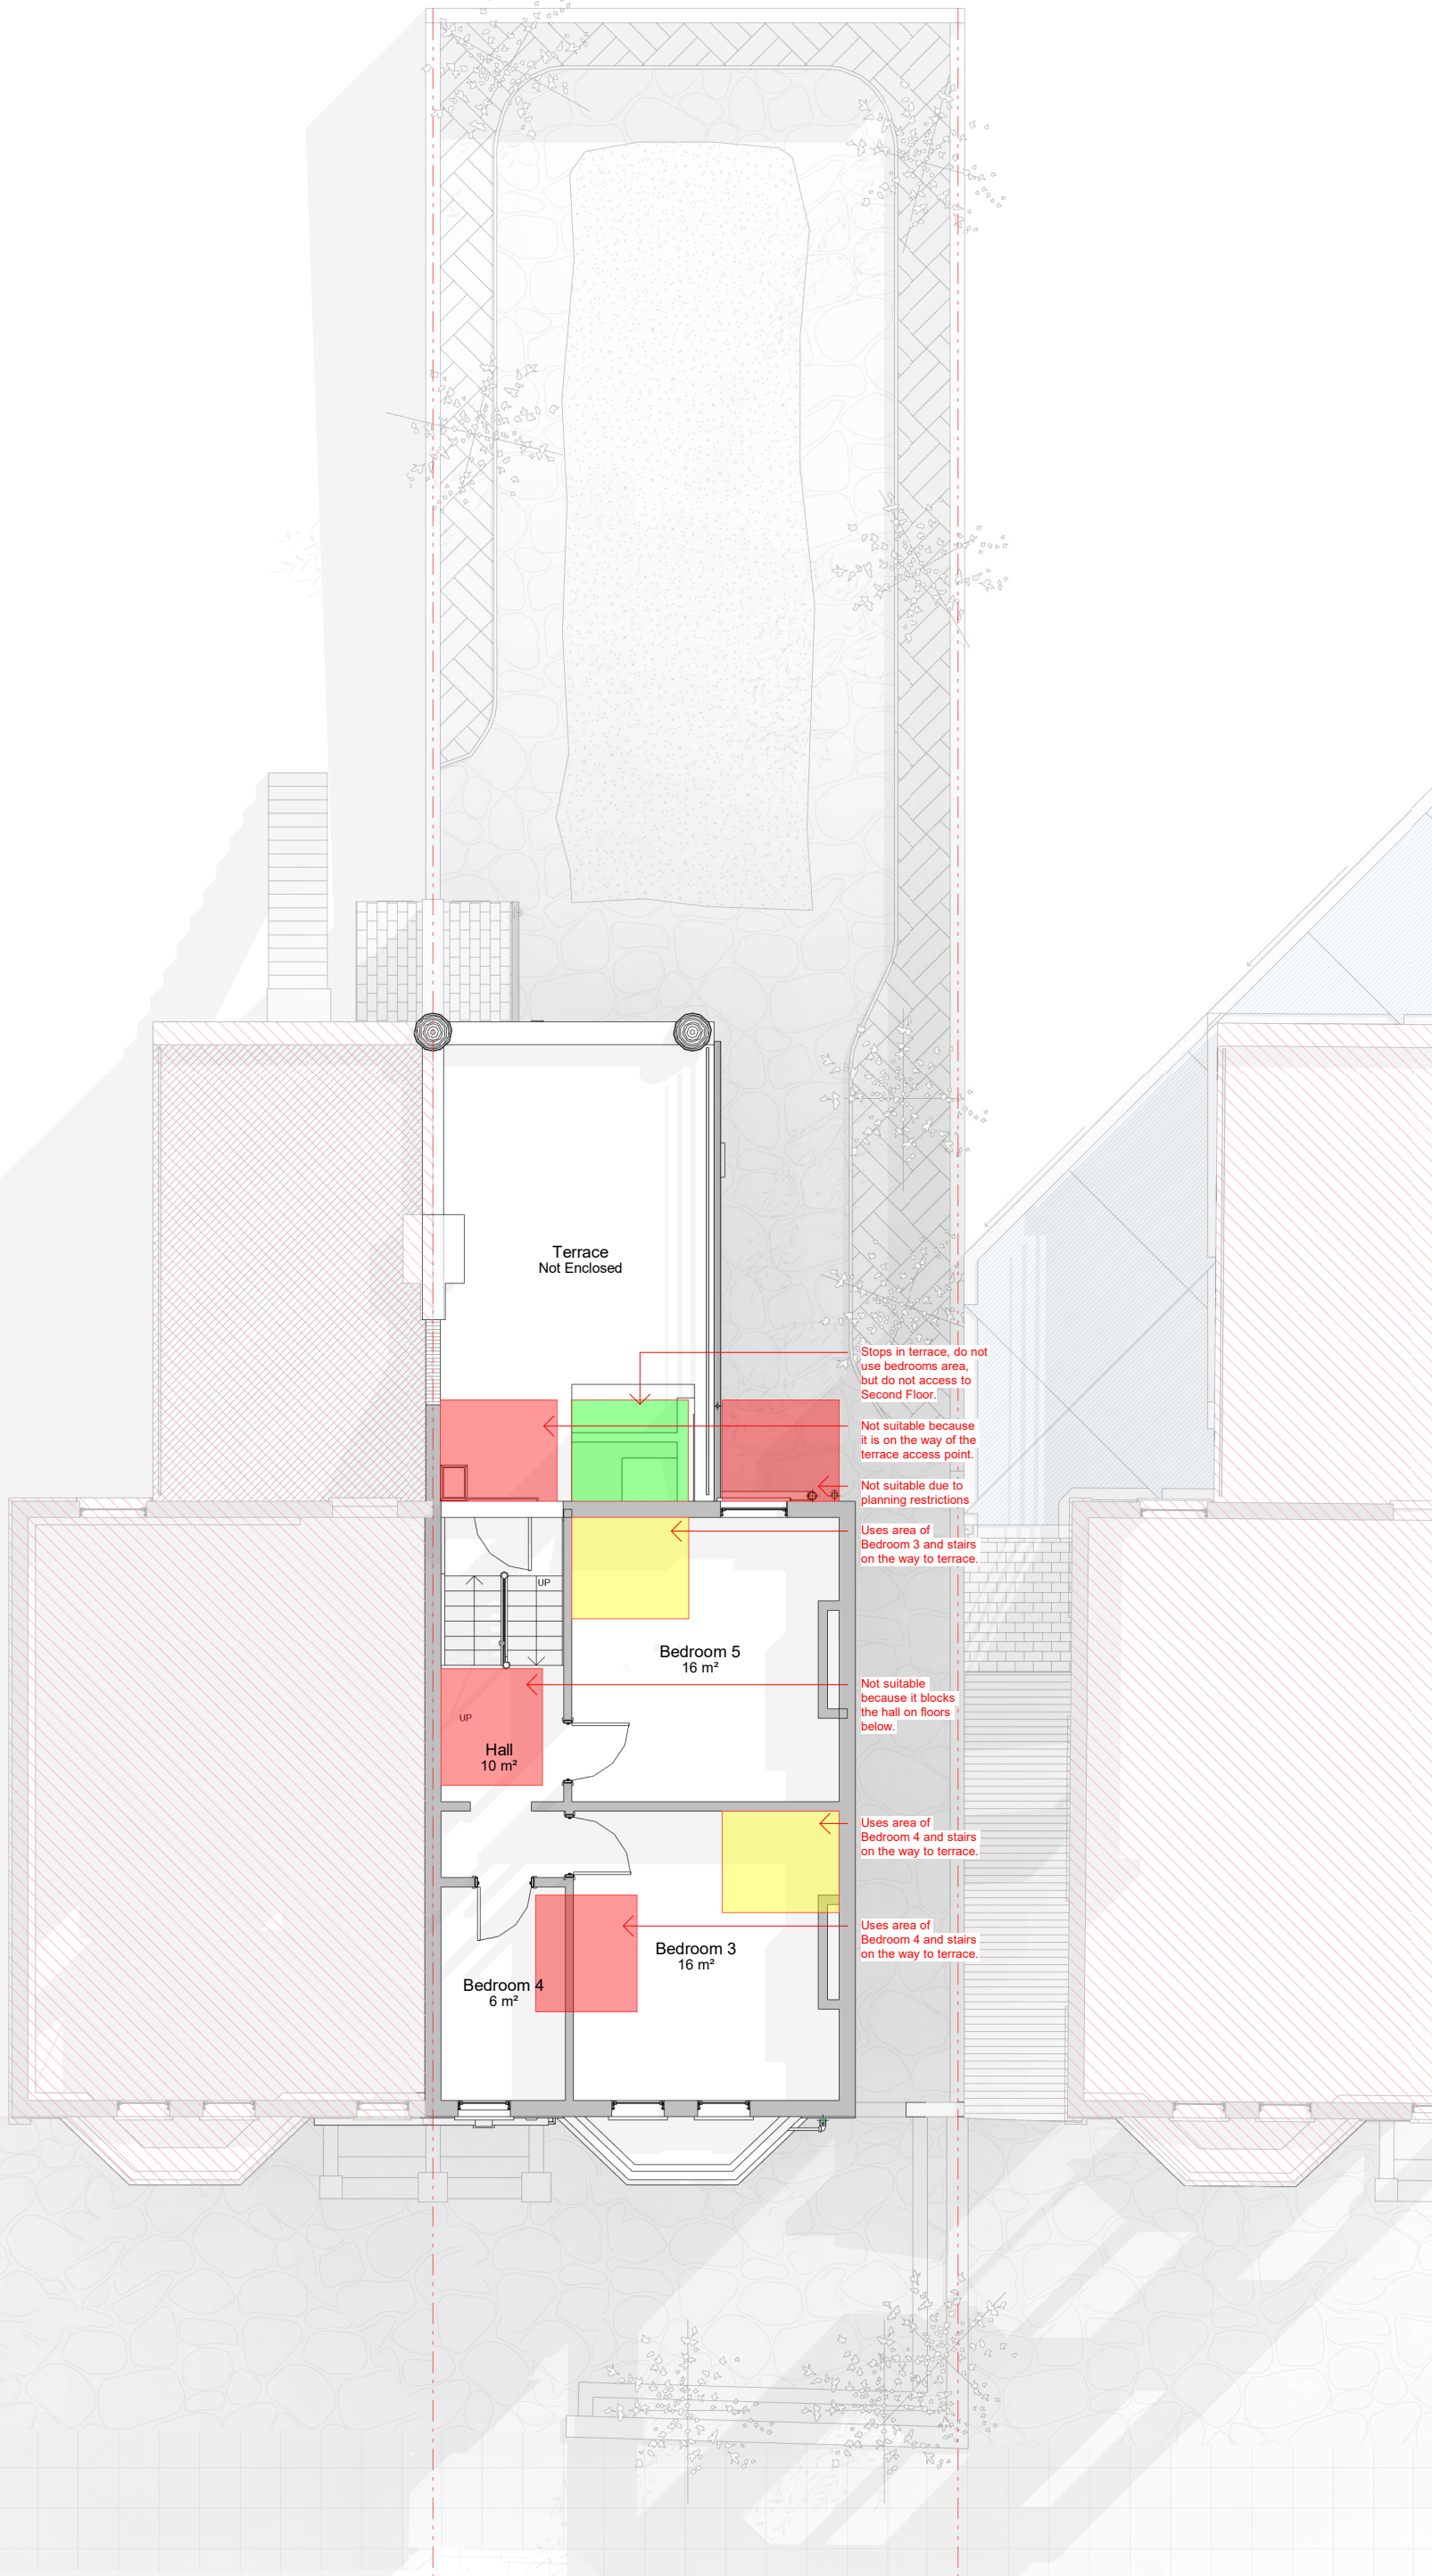 Terrace
Not Enclosed
Stops in terrace, do not
use bedrooms area,
but do not access to
Second Floor.
Not suitable because
it is on the way of the
terrace access point.
Not suitable due to
planning restrictions
Uses area of
Bedroom 3 and stairs
on the way to terrace.
UP
Bedroom 5
16 m²
Not suitable
because it blocks
the hall on floors
below.
UP
Hall
10 m²
Uses area of
Bedroom 4 and stairs
on the way to terrace.
Uses area of
Bedroom 4 and stairs
on the way to terrace.
Bedroom 3
16 m²
Bedroom 4
6 m²